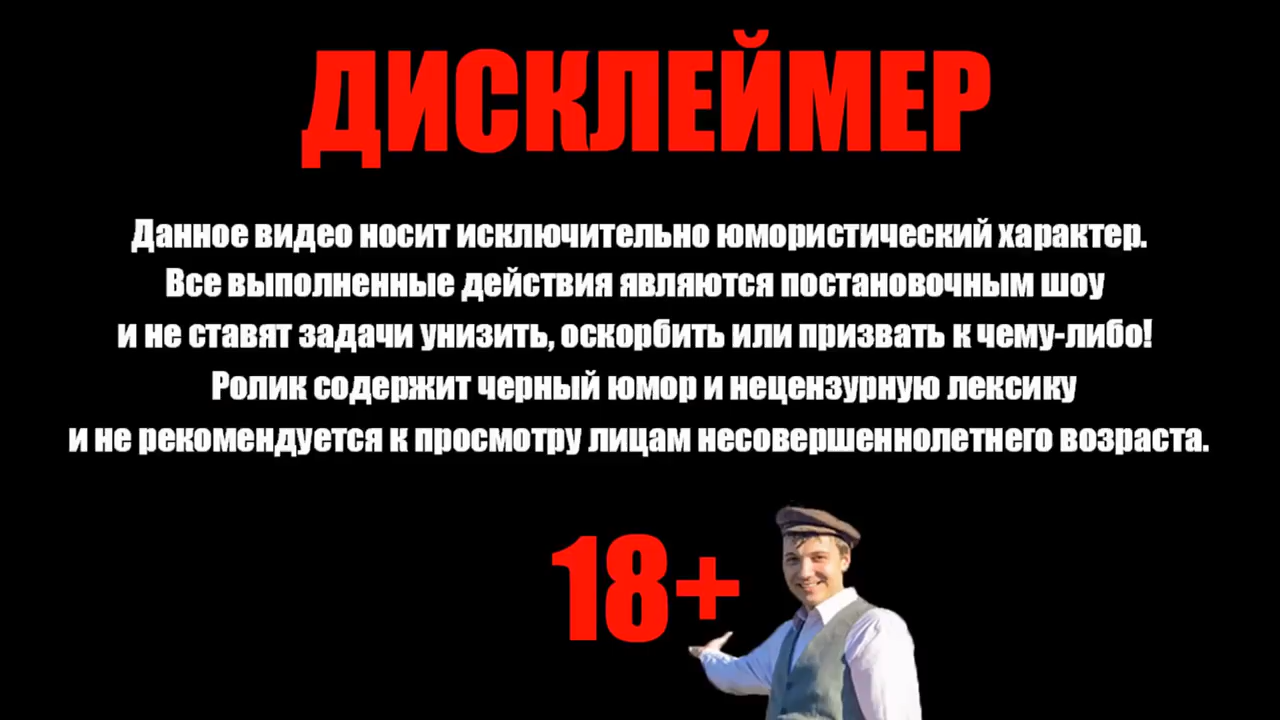 ДИСКЛЕЙМЕР
Данное видео носит исключительно юмористический характер.
Все выполненные действия являются постановочным шоу
и не ставят задачи унизить, оскорбить или призвать к чему-либо!
Ролик содержит черный юмор и нецензурную лексику
и не рекомендуется к просмотру лицам несовершеннолетнего возраста.
18+